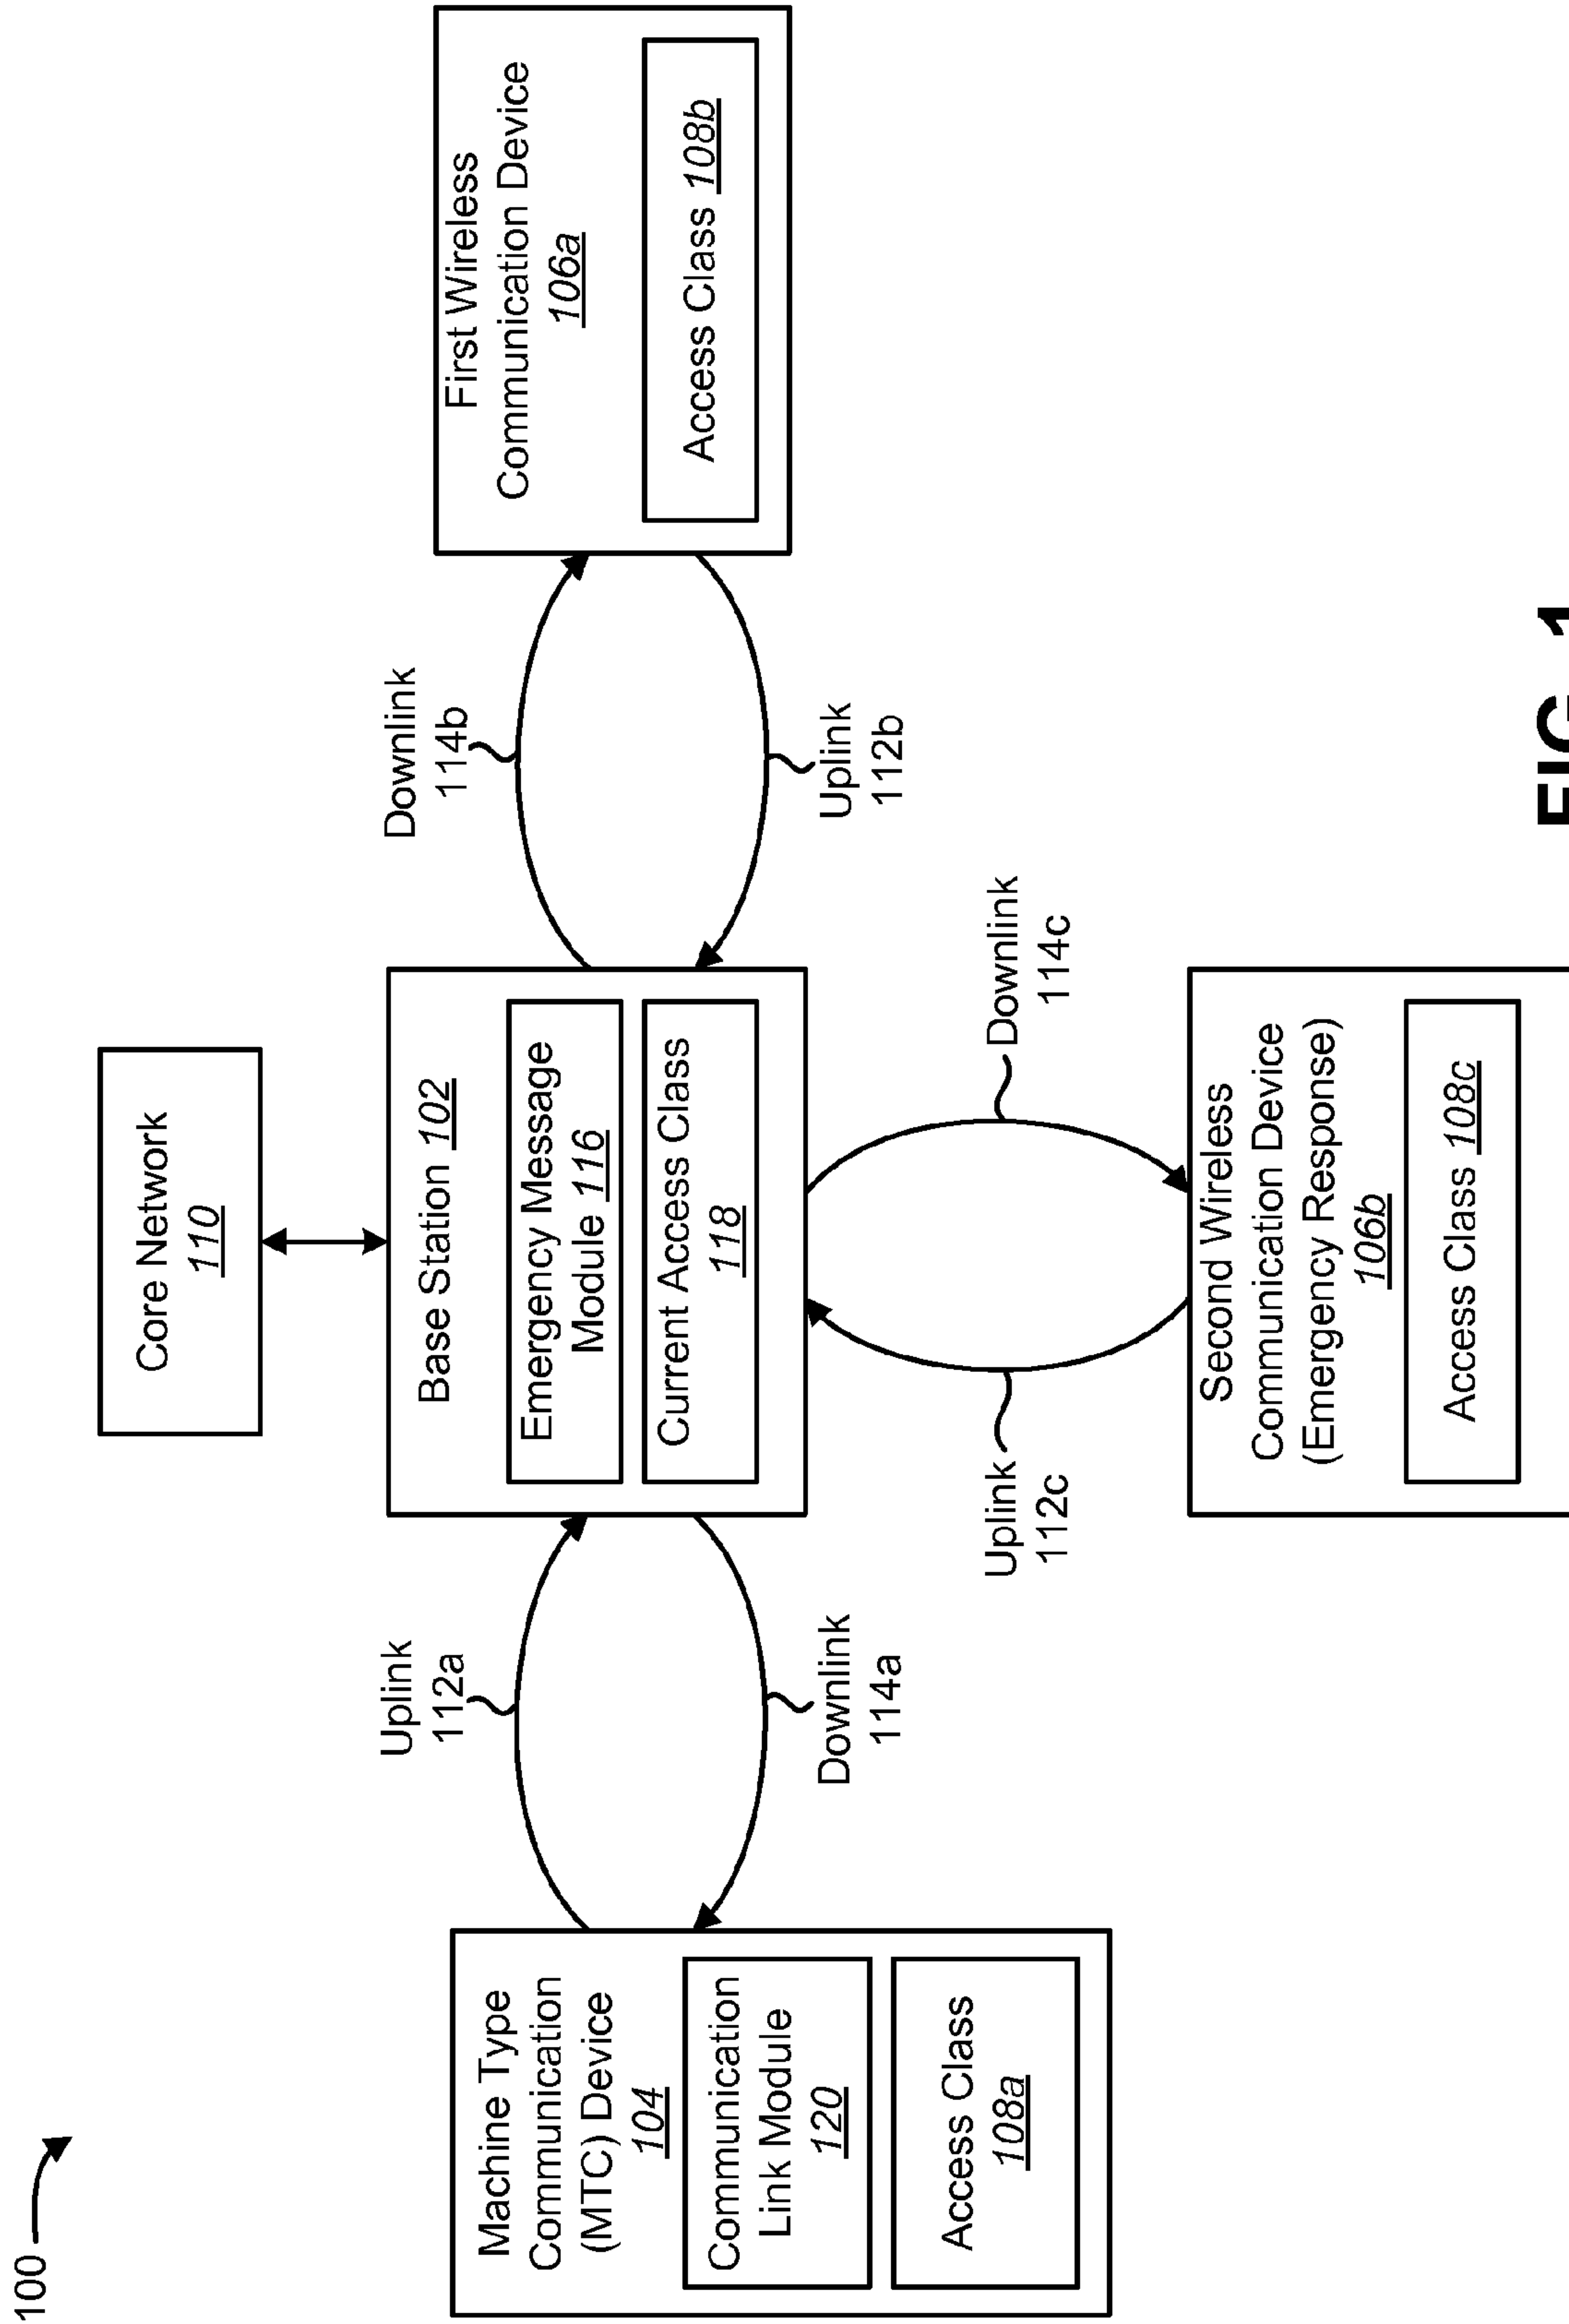 100
Core Network
110
Base Station 102
Emergency Message
Module 116
Current Access Class
118
Machine Type
Communication
(MTC) Device
104
Communication
Link Module
120
Access Class
108a
Uplink
112a
Downlink
114a
Downlink
114b
Uplink
112b
First Wireless
Communication Device
106a
Access Class 108b
Uplink
112c
Downlink
114c
Second Wireless
Communication Device
(Emergency Response)
106b
Access Class 108c
FIG. 1